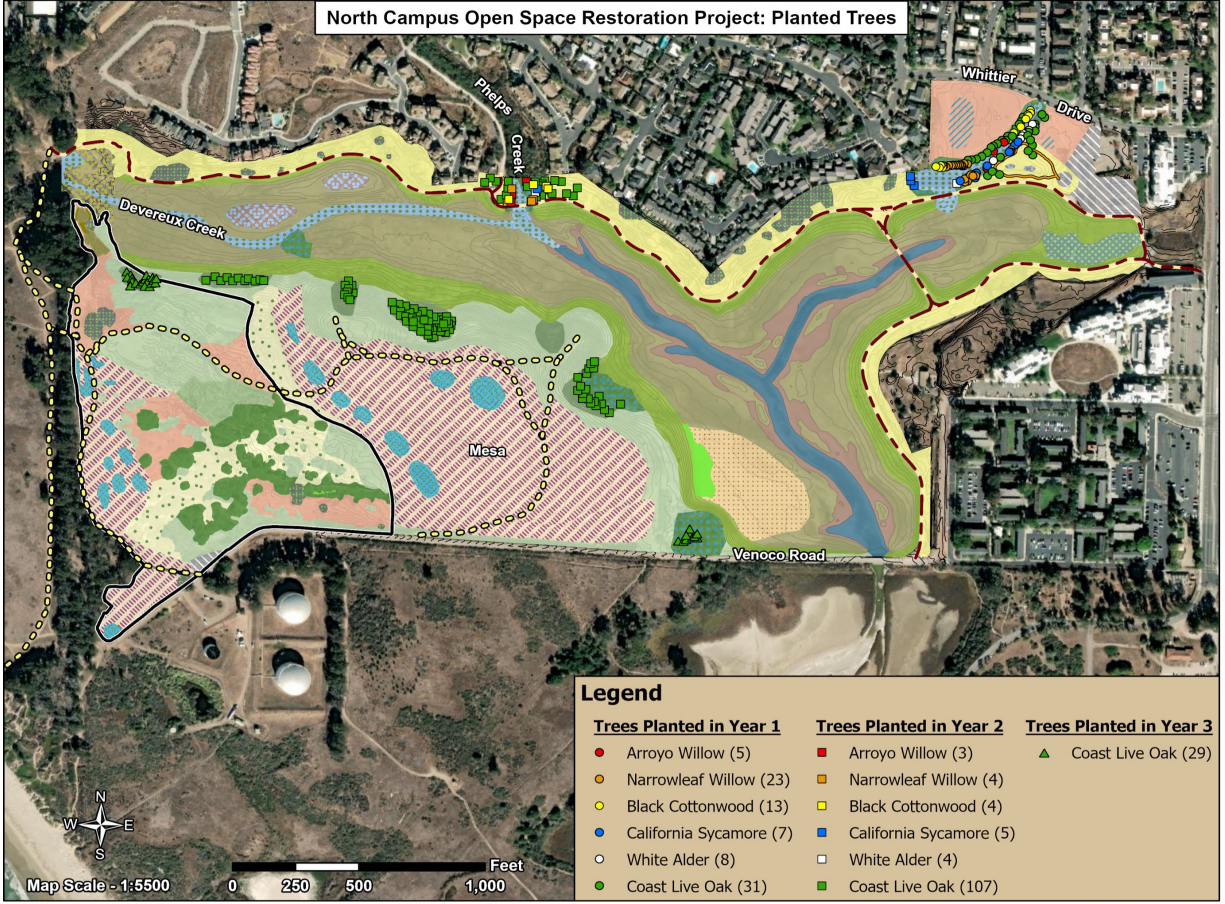 North Campus Open Space Restoration Project: Planted Trees
Whittier
Drive
Phelps
Creek
Devereux Creek
Mesa
Venoco Road
Legend
Trees Planted in Year 1
Arroyo Willow (5)
Narrowleaf Willow (23)
Black Cottonwood (13)
California Sycamore (7)
White Alder (8)
Coast Live Oak (31)
Trees Planted in Year 2
Arroyo Willow (3)
Narrowleaf Willow (4)
Black Cottonwood (4)
California Sycamore (5)
White Alder (4)
Coast Live Oak (107)
Trees Planted in Year 3
Coast Live Oak (29)
N
W E
S
Map Scale - 1:5500
Feet
0 250 500 1,000